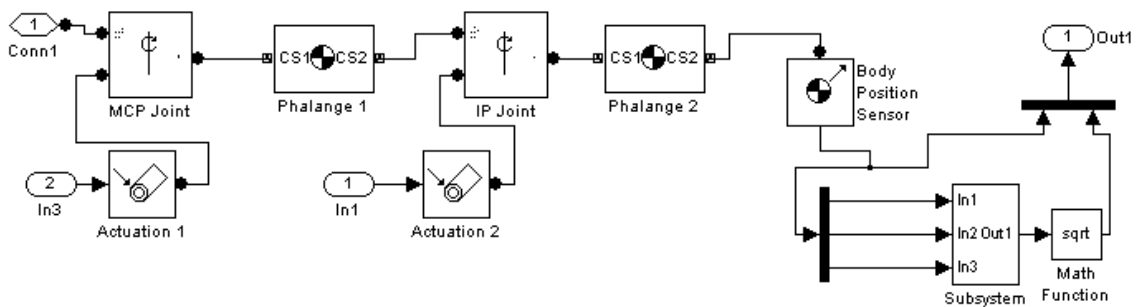 1
Conn1
MCP Joint
CS1 CS2
Phalange 1
IP Joint
CS1 CS2
Phalange 2
Body
Position
Sensor
1
Out1
2
In3
Actuation 1
1
In1
Actuation 2
In1
In2 Out1
In3
Subsystem
sqrt
Math
Function